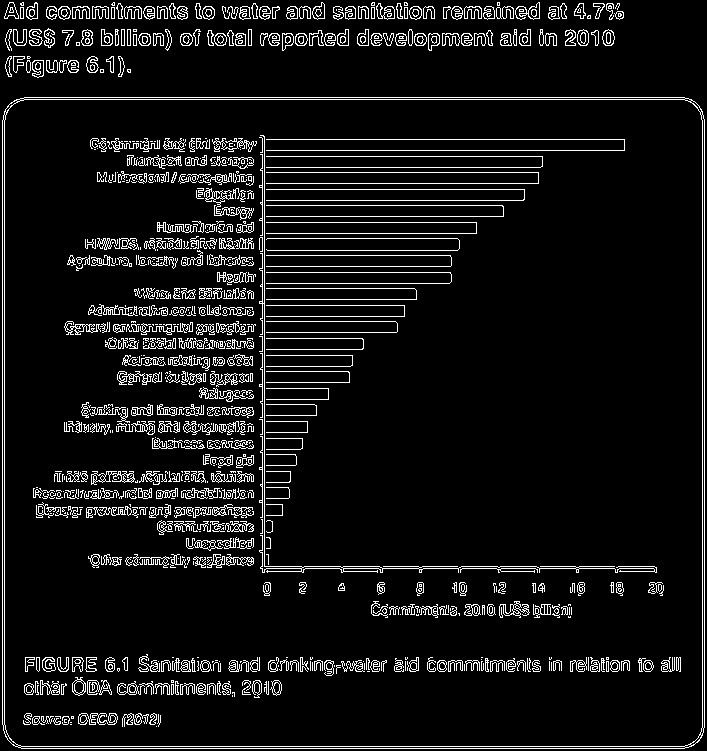 Aid commitments to water and sanitation remained at 4.7%
(US$ 7.8 billion) of total reported development aid in 2010
(Figure 6.1).
Government and civil society
Transport and storage
Multisectoral / cross-cutting
Education
Energy
Humanitarian aid
HIV/AIDS, reproductive health
Agriculture, forestry and fisheries
Health
Water and sanitation
Administrative cost of donors
General environmental protection
Other social infrastructure
Actions relating to debt
General budget support
Refugees
Banking and financial services
Industry, mining and construction
Business services
Food aid
Trade policies, regulations, tourism
Reconstruction, relief and rehabilitation
Disaster prevention and preparedness
Communications
Unspecified
Other commodity assistance
0 2 4 6 8 10 12 14 16 18 20
Commitments, 2010 (US$ billion)
FIGURE 6.1 Sanitation and drinking-water aid commitments in relation to all
other ODA commitments, 2010
Source: OECD (2012)